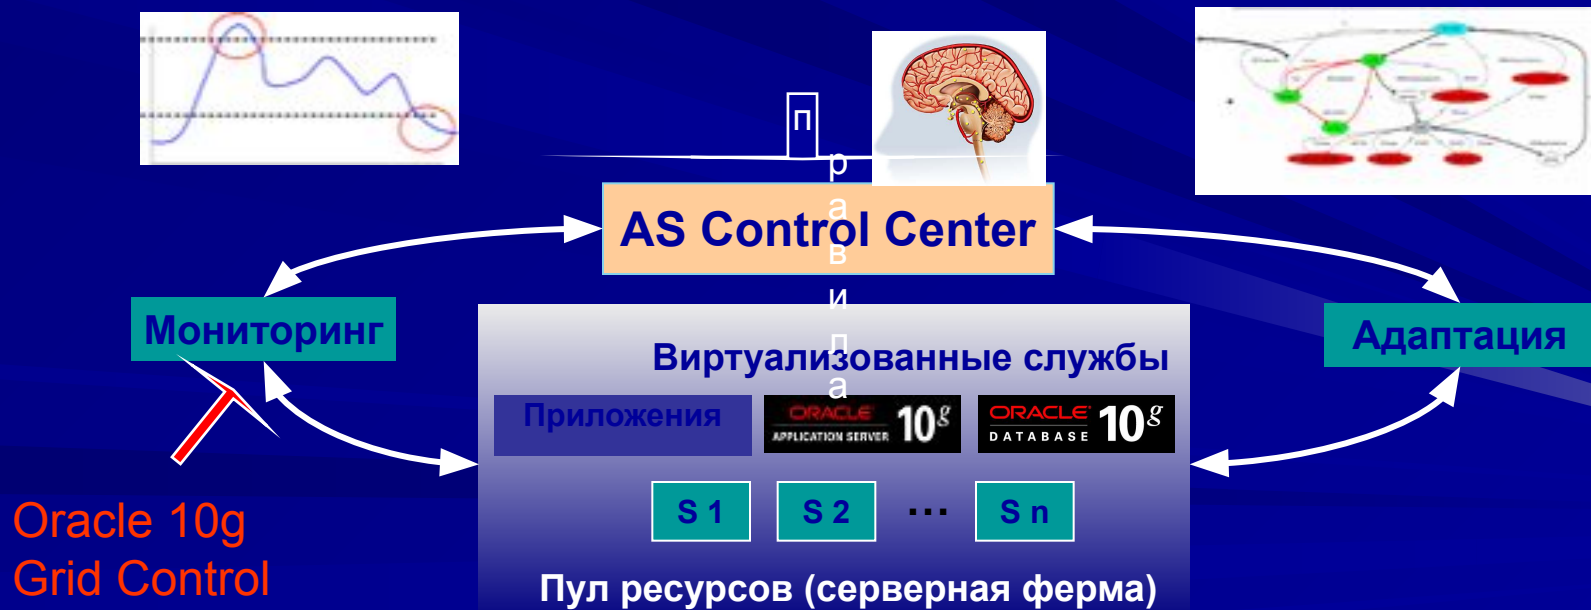 правила
AS Control Center
Мониторинг
Адаптация
Виртуализованные службы
Приложения
ORACLE
APPLICATION SERVER 10g
ORACLE
DATABASE 10g
S 1 S 2 ... S n
Oracle 10g
Grid Control
Пул ресурсов (серверная ферма)